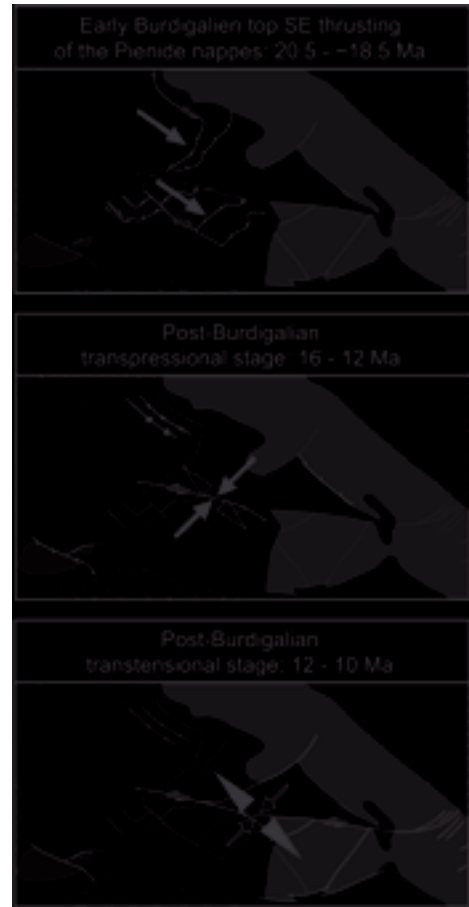 Early Burdigalien top SE thrusting
of the Pienide nappes: 20.5 - ~18.5 Ma
Post-Burdigalian
transpressional stage: 16 - 12 Ma
Post-Burdigalian
transtensional stage: 12 - 10 Ma